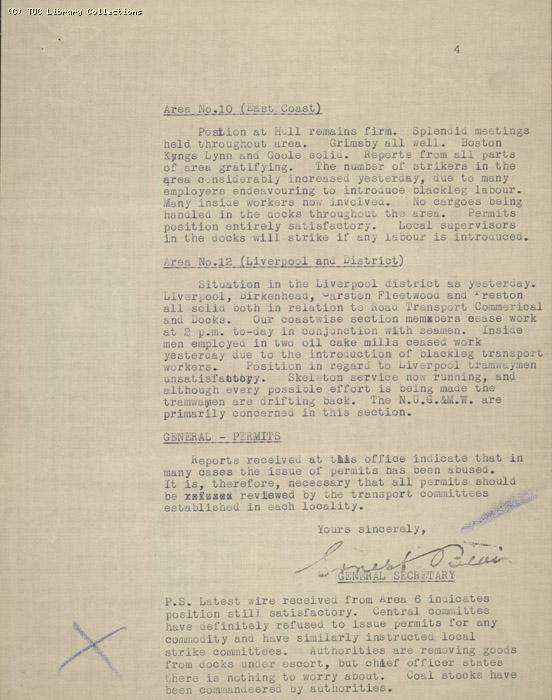 (C) TUC Library Collections
4
Area No.10 (East Coast)
Postion at Hull remains firm. Splendid meetings
held throughout area. Grimsby all well. Boston
Kyngs Lynn and Goole solid. Reports from all parts
of area gratifying. The number of strikers in the
area considerably increased yesterday, due to many
employers endeavouring to introduce blackleg labour.
Many inside workers now involved. No cargoes being
handled in the docks throughout the area. Permits
position entirely satisfactory. Local supervisors
in the docks will strike if any labour is introduced.
Area No.12 (Liverpool and District)
Situation in the Liverpool district as yesterday.
Liverpool, Birkenhead, Garston Fleetwood and Preston
all solid both in relation to Road Transport Commerical
and Docks. Our coastwise section members cease work
at 2 p.m. to-day in conjunction with seamen. Inside
men employed in two oil cake mills ceased work
yesterday due to the introduction of blackleg transport
workers. Position in regard to Liverpool tramwaymen
unsatisfactory. Skeleton service now running, and
although every possible effort is being made the
tramwaymen are drifting back. The N.U.G.&M.W. are
primarily concerned in this section.
GENERAL - PERMITS
Reports received at this office indicate that in
many cases the issue of permits has been abused.
It is, therefore, necessary that all permits should
be reviewed by the transport committees
established in each locality.
Yours sincerely,
Ernest Bevin
GENERAL SECRETARY
P.S. Latest wire received from Area 6 indicates
position still satisfactory. Central committee
have definitely refused to issue permits for any
commodity and have similarly instructed local
strike committees. Authorities are removing goods
from docks under escort, but chief officer states
there is nothing to worry about. Coal stocks have
been commandeered by authorities.